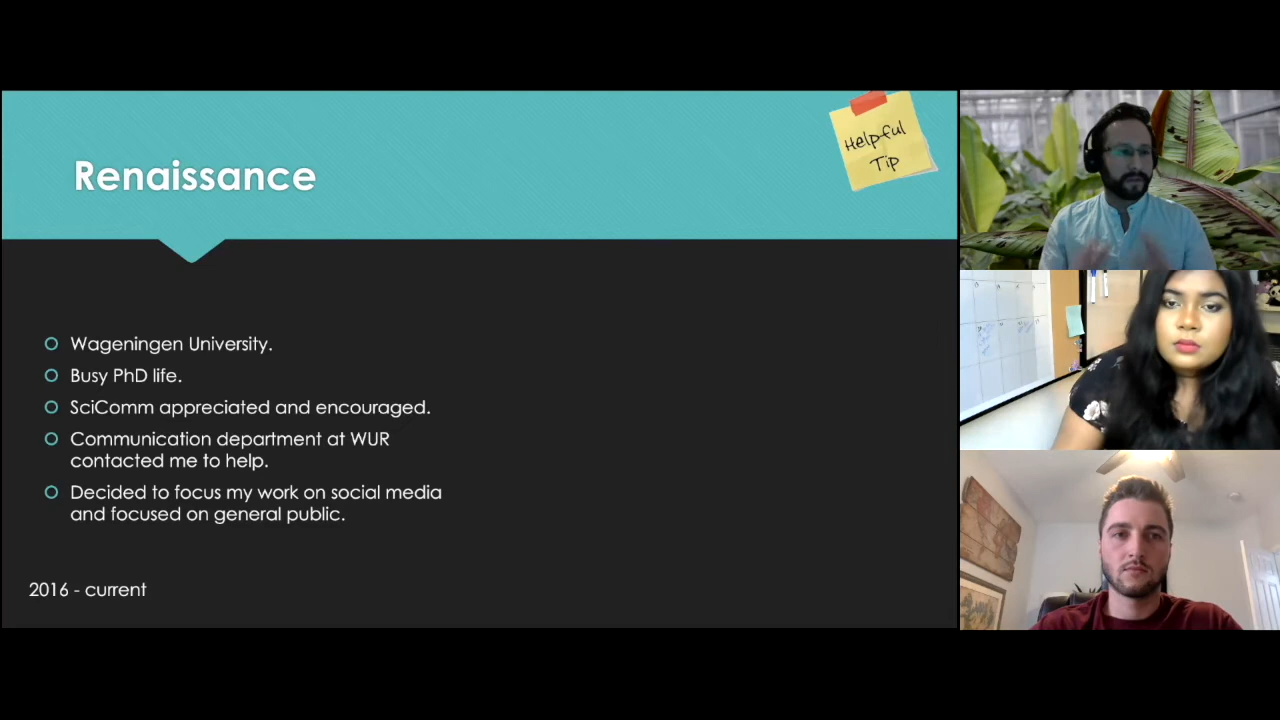 Renaissance
Helpful
Tip
Wageningen University.
Busy PhD life.
SciComm appreciated and encouraged.
Communication department at WUR
contacted me to help.
Decided to focus my work on social media
and focused on general public.
2016 - current